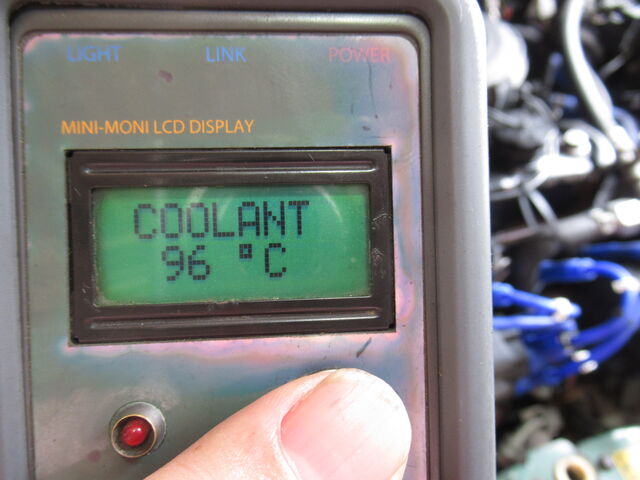 LIGHT LINK POWER
MINI-MONI LCD DISPLAY
COOLANT
96 °C